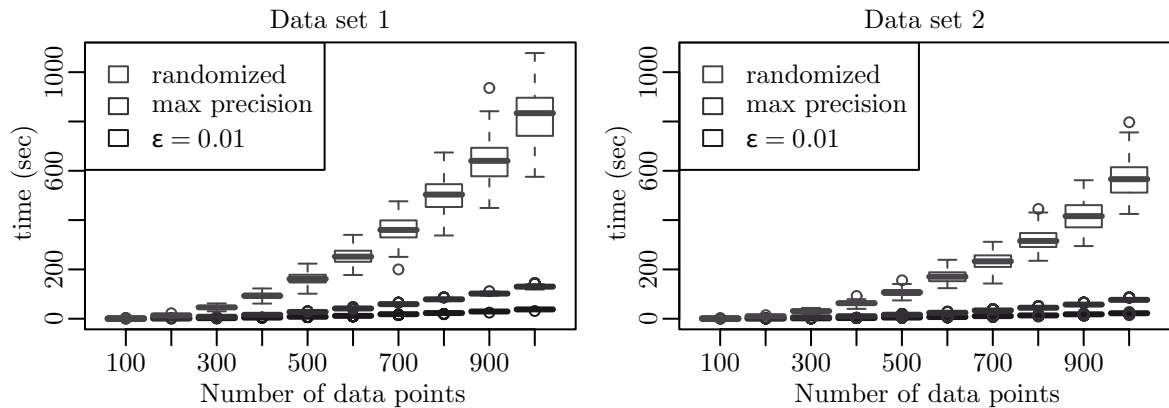 Data set 1
randomized
max precision
ε = 0.01
time (sec)
0
200
600
1000
100
300
500
700
900
Number of data points
Data set 2
randomized
max precision
ε = 0.01
time (sec)
0
200
600
1000
100
300
500
700
900
Number of data points